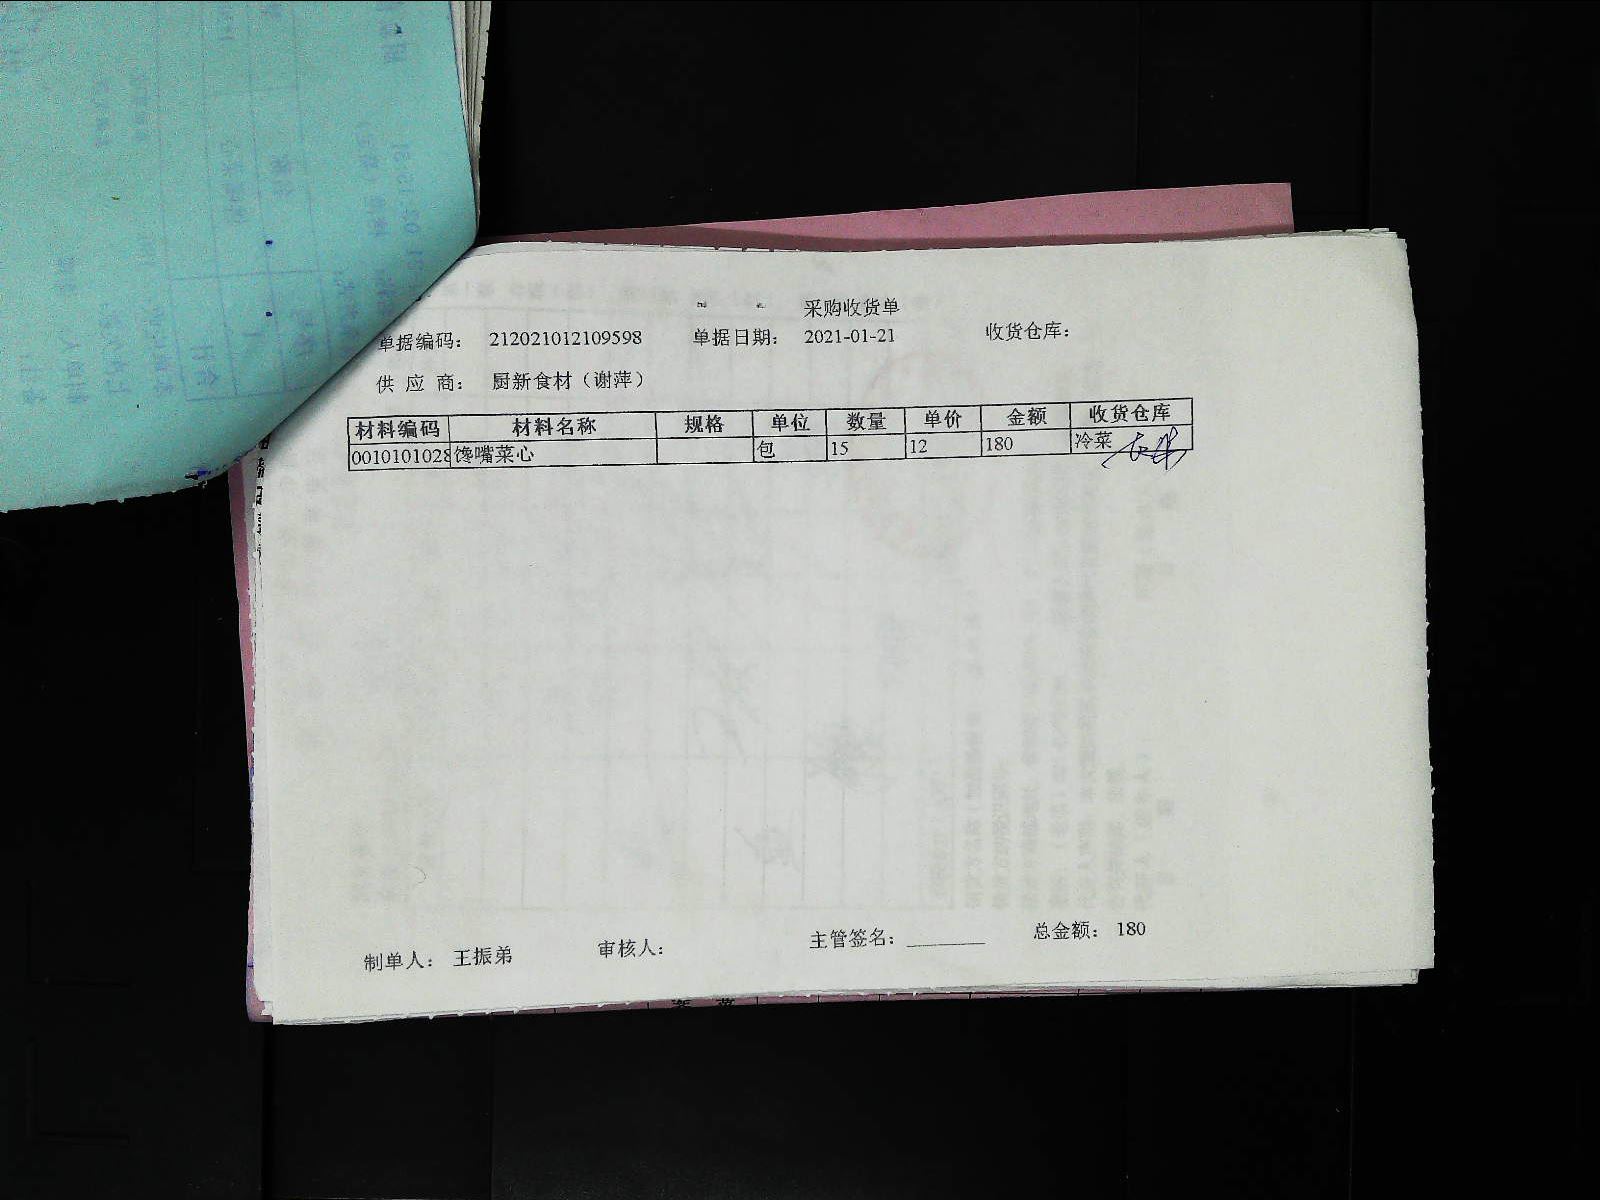 采购收货单
单据编码： 212021012109598 单据日期： 2021-01-21 收货仓库：
供 应 商： 厨新食材（谢萍）
材料编码 材料名称 规格 单位 数量 单价 金额 收货仓库
0010101028 馋嘴菜心 包 15 12 180 冷菜
制单人： 王振弟 审核人： 主管签名： ________ 总金额： 180